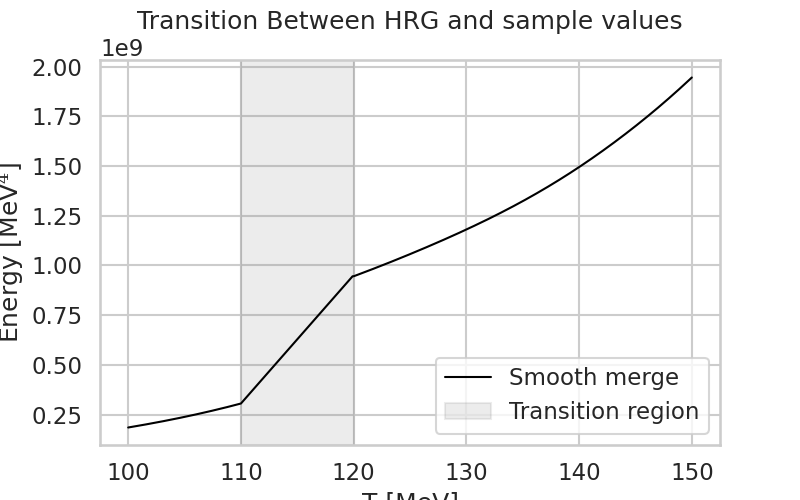 Transition Between HRG and sample values
1e9
2.00
1.75
1.50
1.25
1.00
0.75
0.50
0.25
Energy [MeV⁴]
Smooth merge
Transition region
100 110 120 130 140 150
T [MeV]